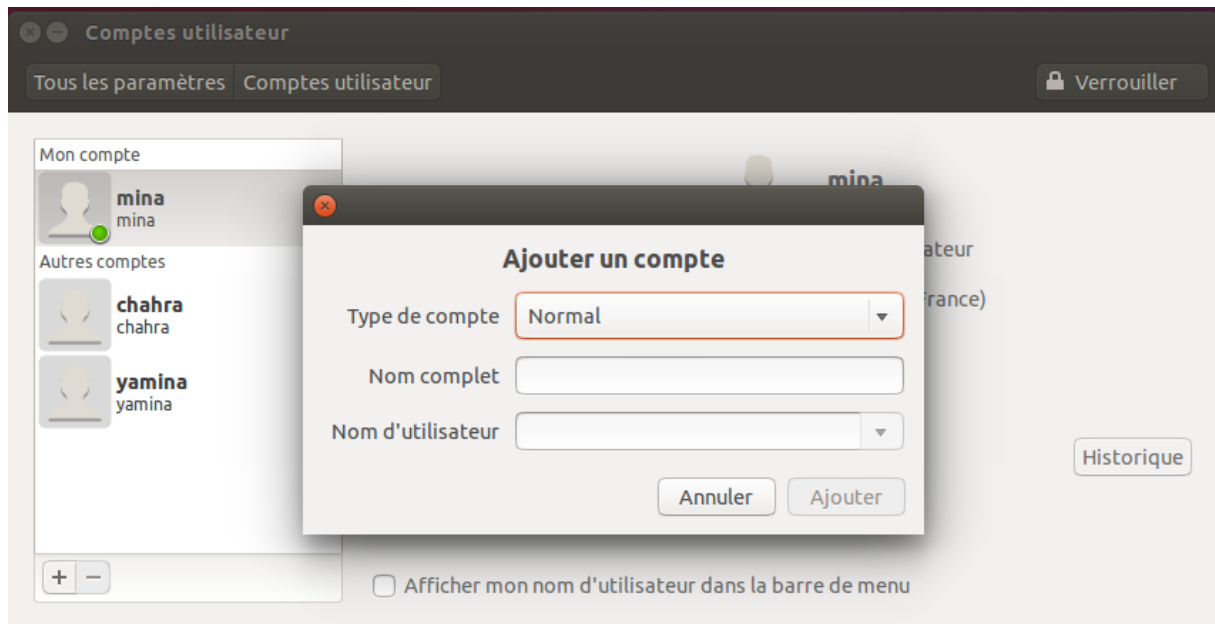 Comptes utilisateur
Tous les paramètres Comptes utilisateur Verrouiller
Mon compte
mina
mina
Autres comptes
chahra
chahra
yamina
yamina
mina
ateur
France)
Ajouter un compte
Type de compte Normal
Nom complet
Nom d'utilisateur
Annuler Ajouter
Historique
+ −
Afficher mon nom d'utilisateur dans la barre de menu